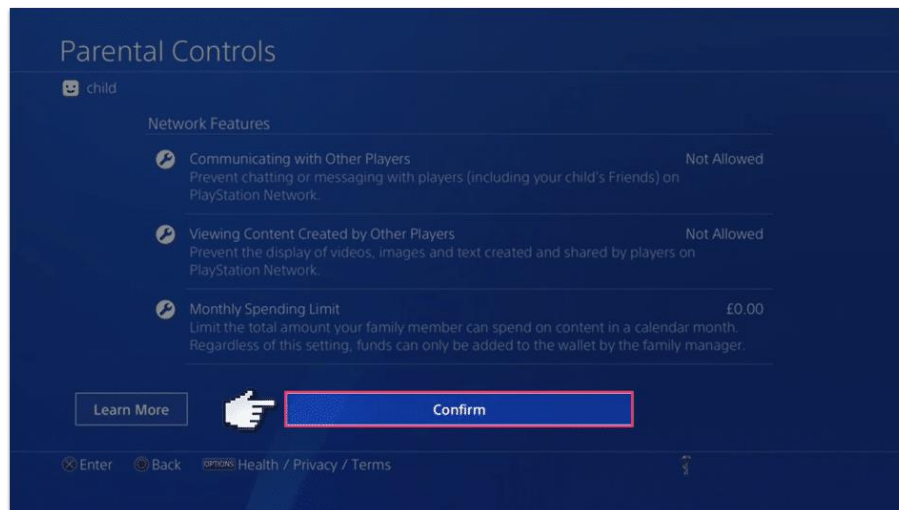 Parental Controls
child
Network Features
Communicating with Other Players Not Allowed
Prevent chatting or messaging with players (including your child's Friends) on
PlayStation Network.
Viewing Content Created by Other Players Not Allowed
Prevent the display of videos, images and text created and shared by players on
PlayStation Network.
Monthly Spending Limit £0.00
Limit the total amount your family member can spend on content in a calendar month.
Regardless of this setting, funds can only be added to the wallet by the family manager.
Learn More Confirm
Enter Back OPTIONS Health / Privacy / Terms